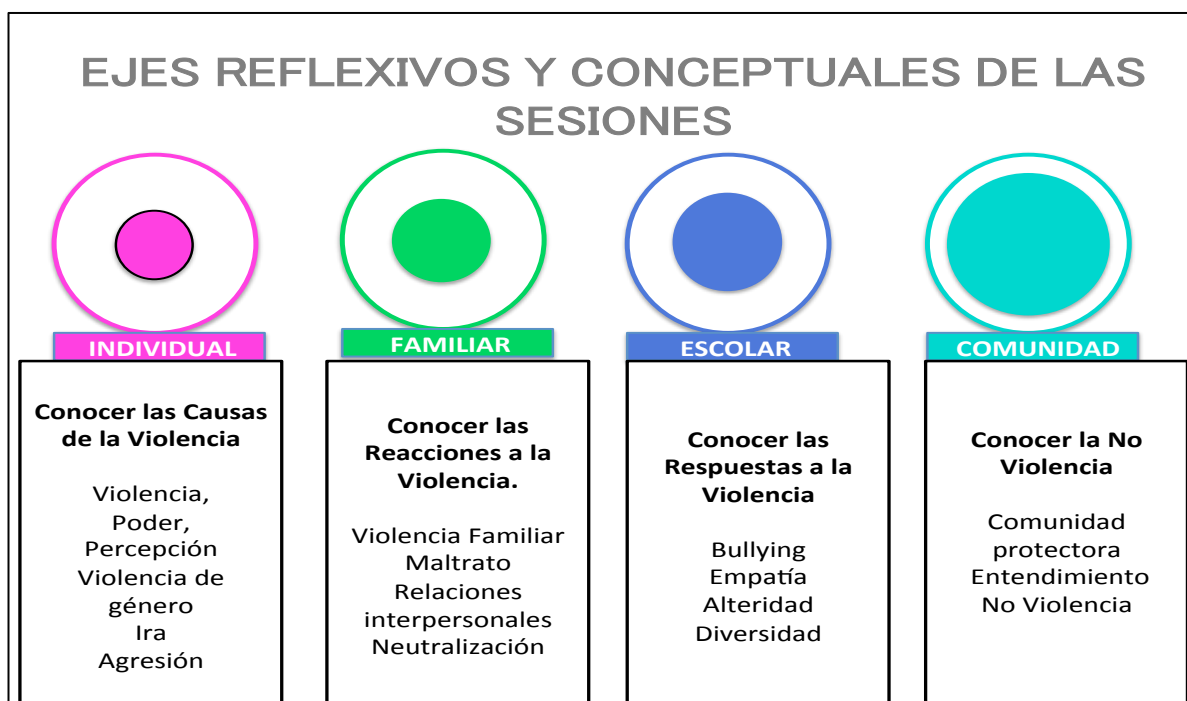 EJES REFLEXIVOS Y CONCEPTUALES DE LAS
SESIONES
INDIVIDUAL
Conocer las Causas
de la Violencia
Violencia,
Poder,
Percepción
Violencia de
género
Ira
Agresión
FAMILIAR
Conocer las
Reacciones a la
Violencia.
Violencia Familiar
Maltrato
Relaciones
interpersonales
Neutralización
ESCOLAR
Conocer las
Respuestas a la
Violencia
Bullying
Empatía
Alteridad
Diversidad
COMUNIDAD
Conocer la No
Violencia
Comunidad
protectora
Entendimiento
No Violencia